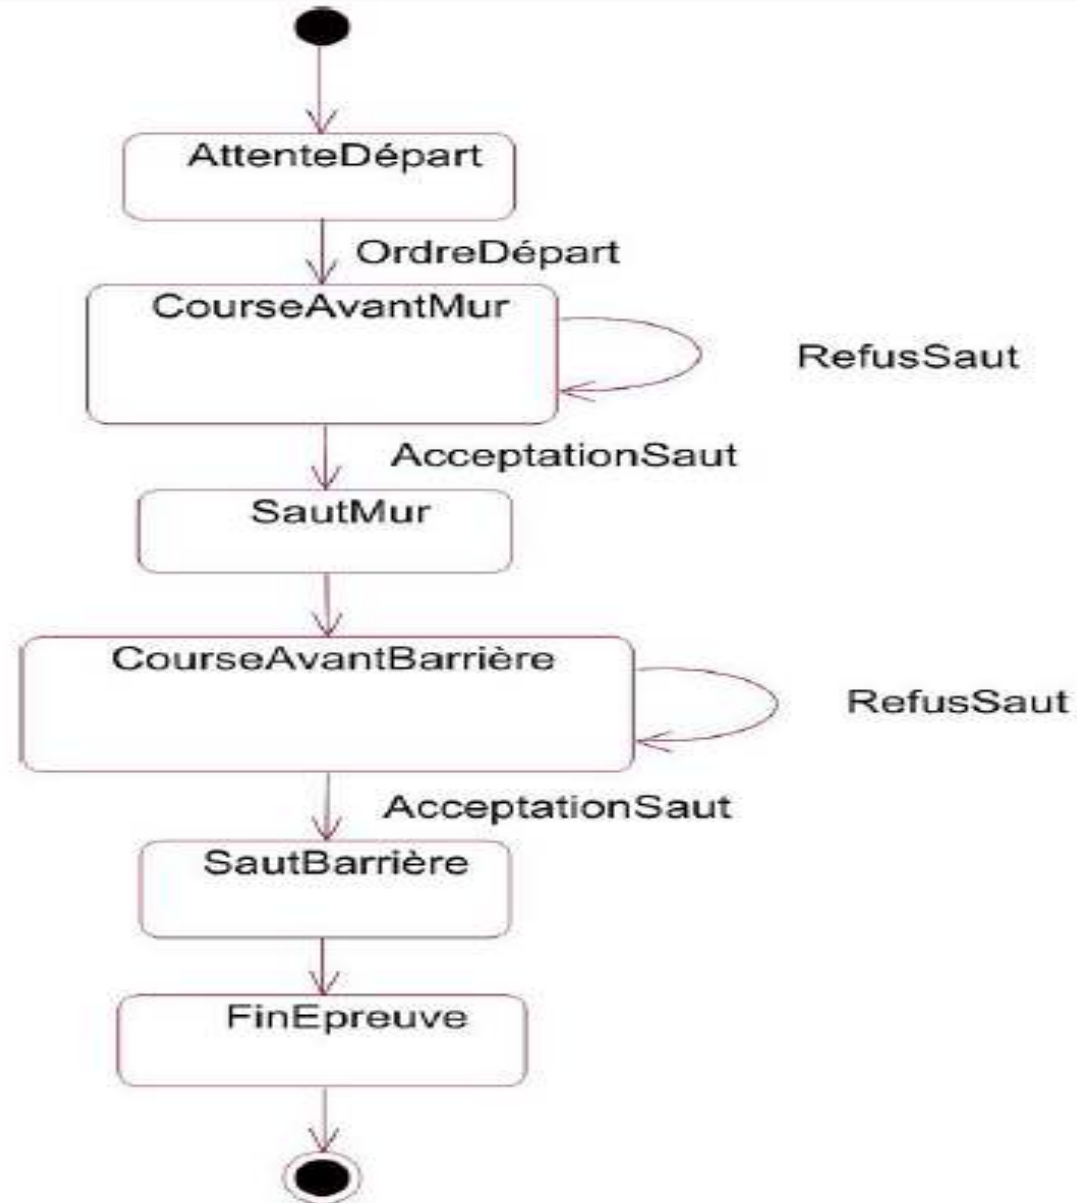 AttenteDépart
OrdreDépart
CourseAvantMur
RefusSaut
AcceptationSaut
SautMur
CourseAvantBarrière
RefusSaut
AcceptationSaut
SautBarrière
FinEpreuve